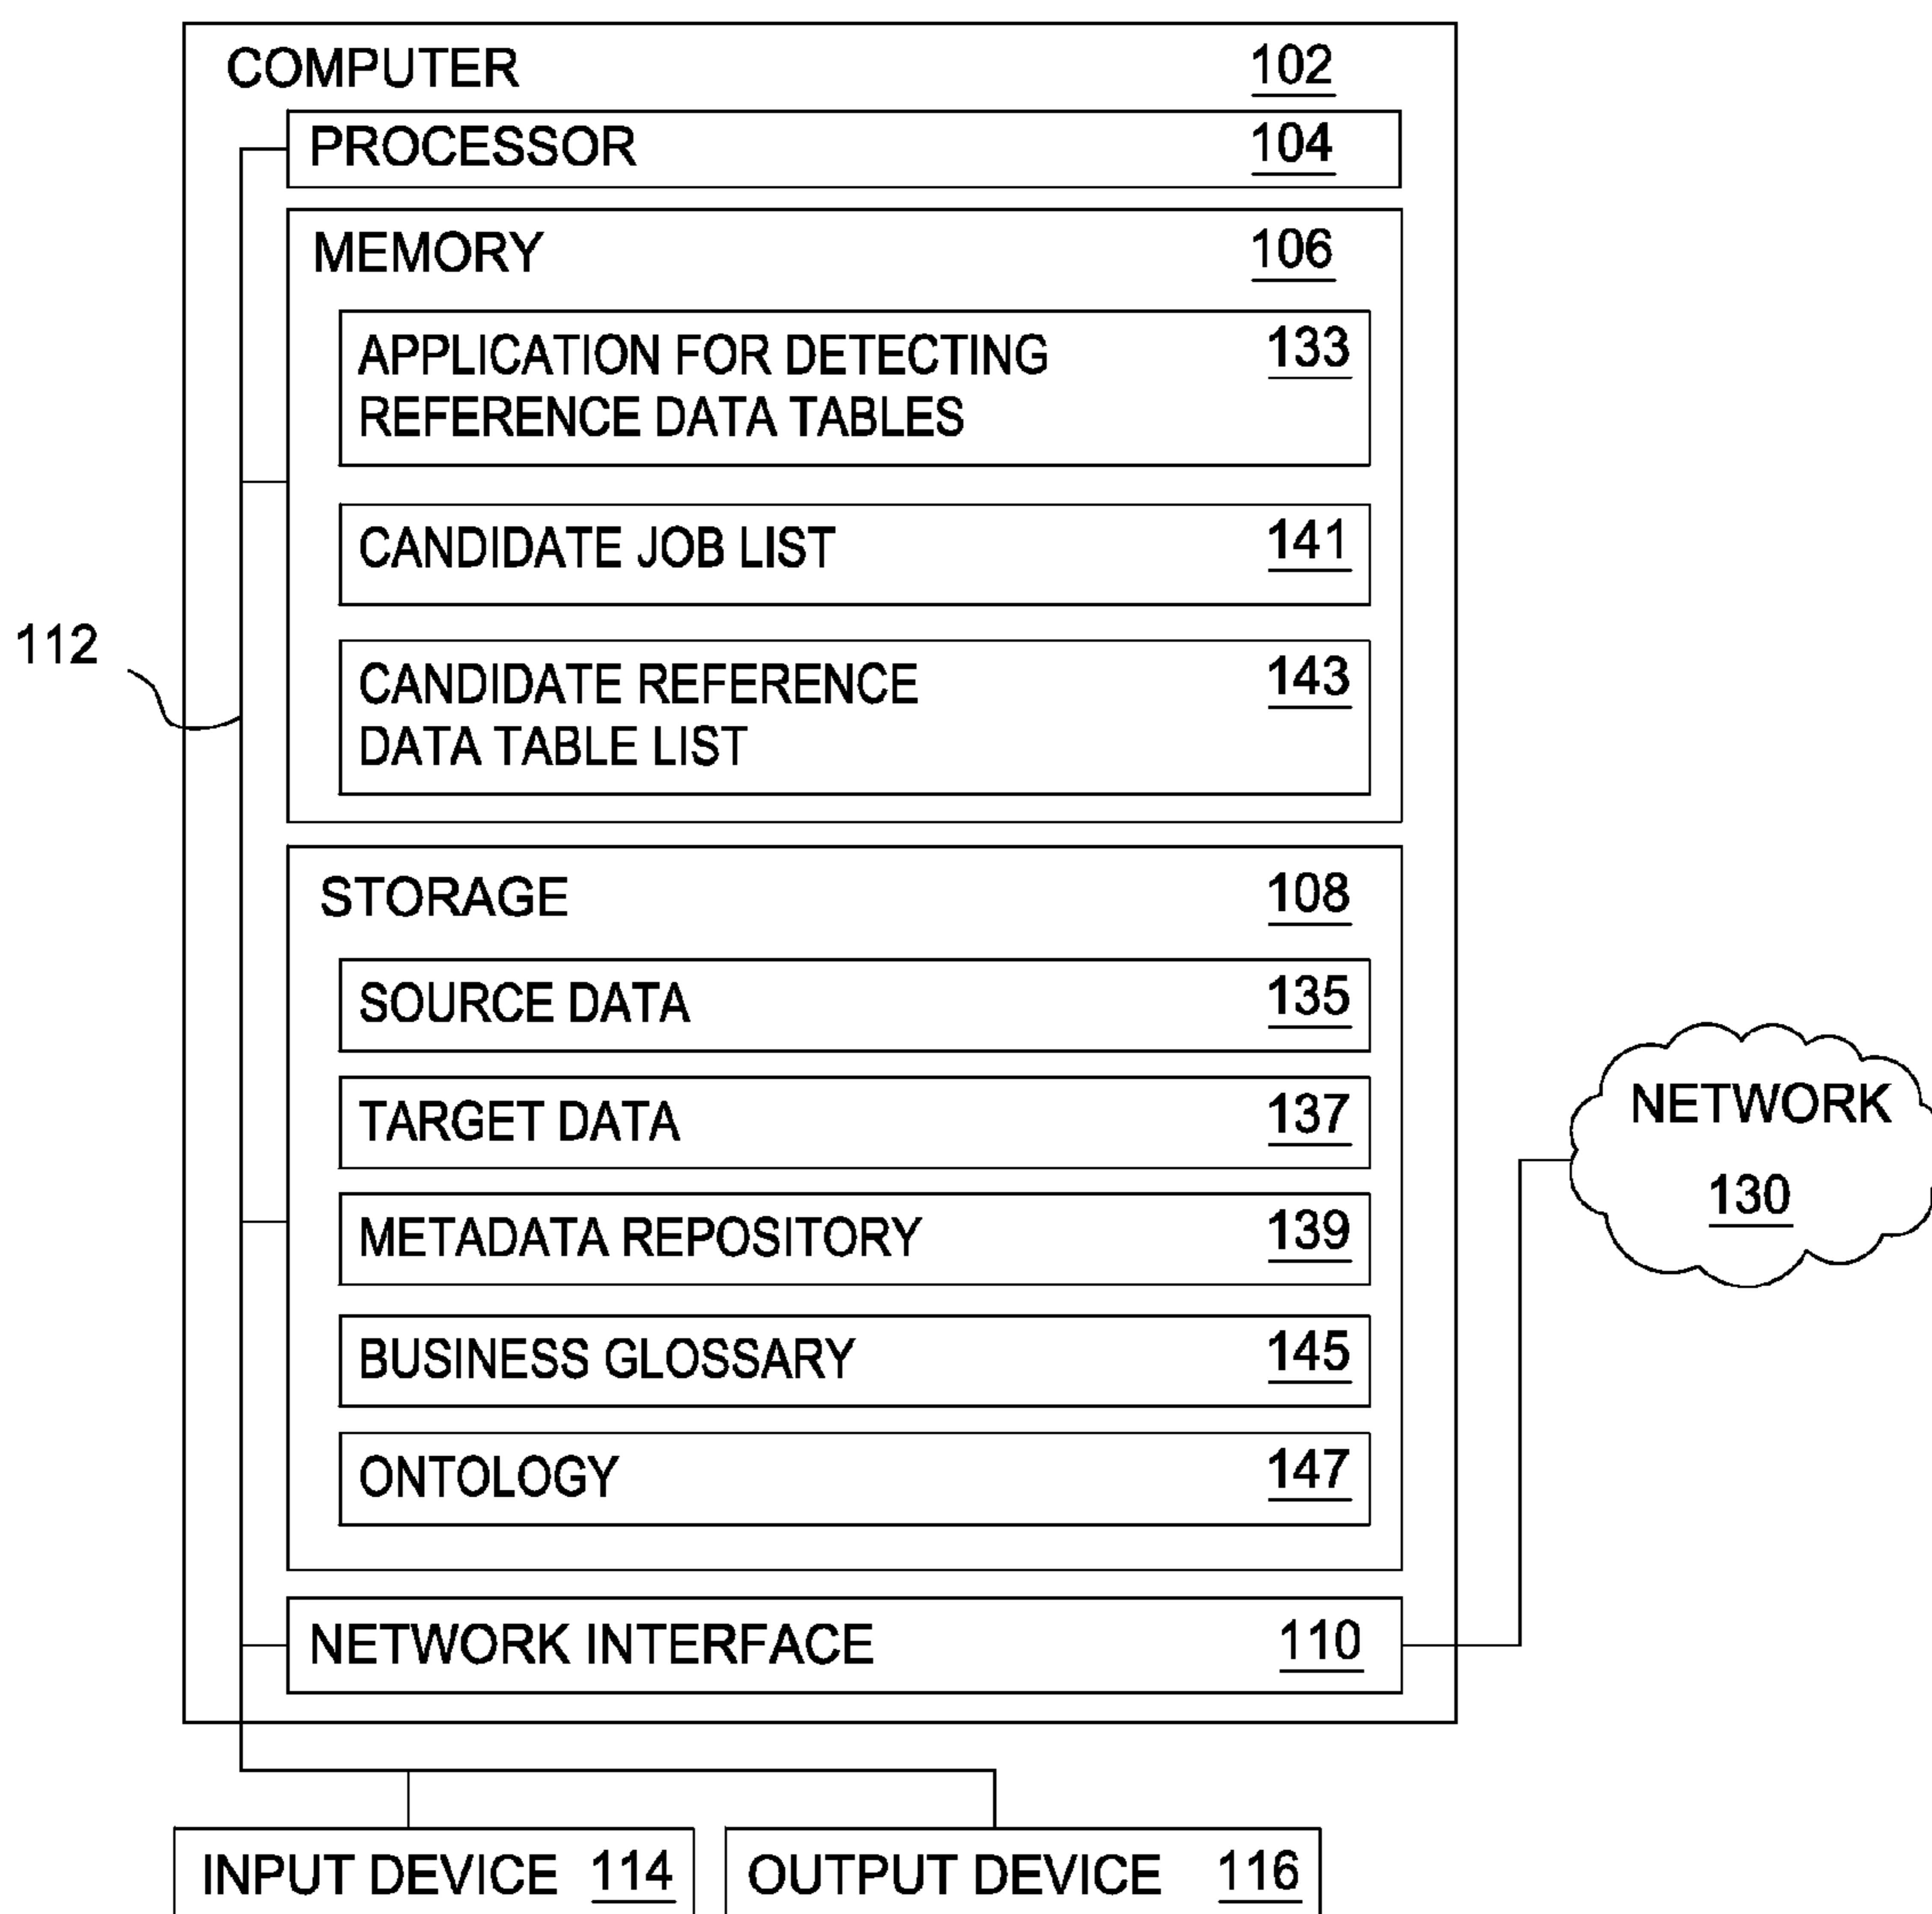 COMPUTER 102
PROCESSOR 104
MEMORY 106
APPLICATION FOR DETECTING 133
REFERENCE DATA TABLES
CANDIDATE JOB LIST 141
112
CANDIDATE REFERENCE 143
DATA TABLE LIST
STORAGE 108
SOURCE DATA 135
TARGET DATA 137
METADATA REPOSITORY 139
BUSINESS GLOSSARY 145
ONTOLOGY 147
NETWORK INTERFACE 110
NETWORK
130
INPUT DEVICE 114
OUTPUT DEVICE 116